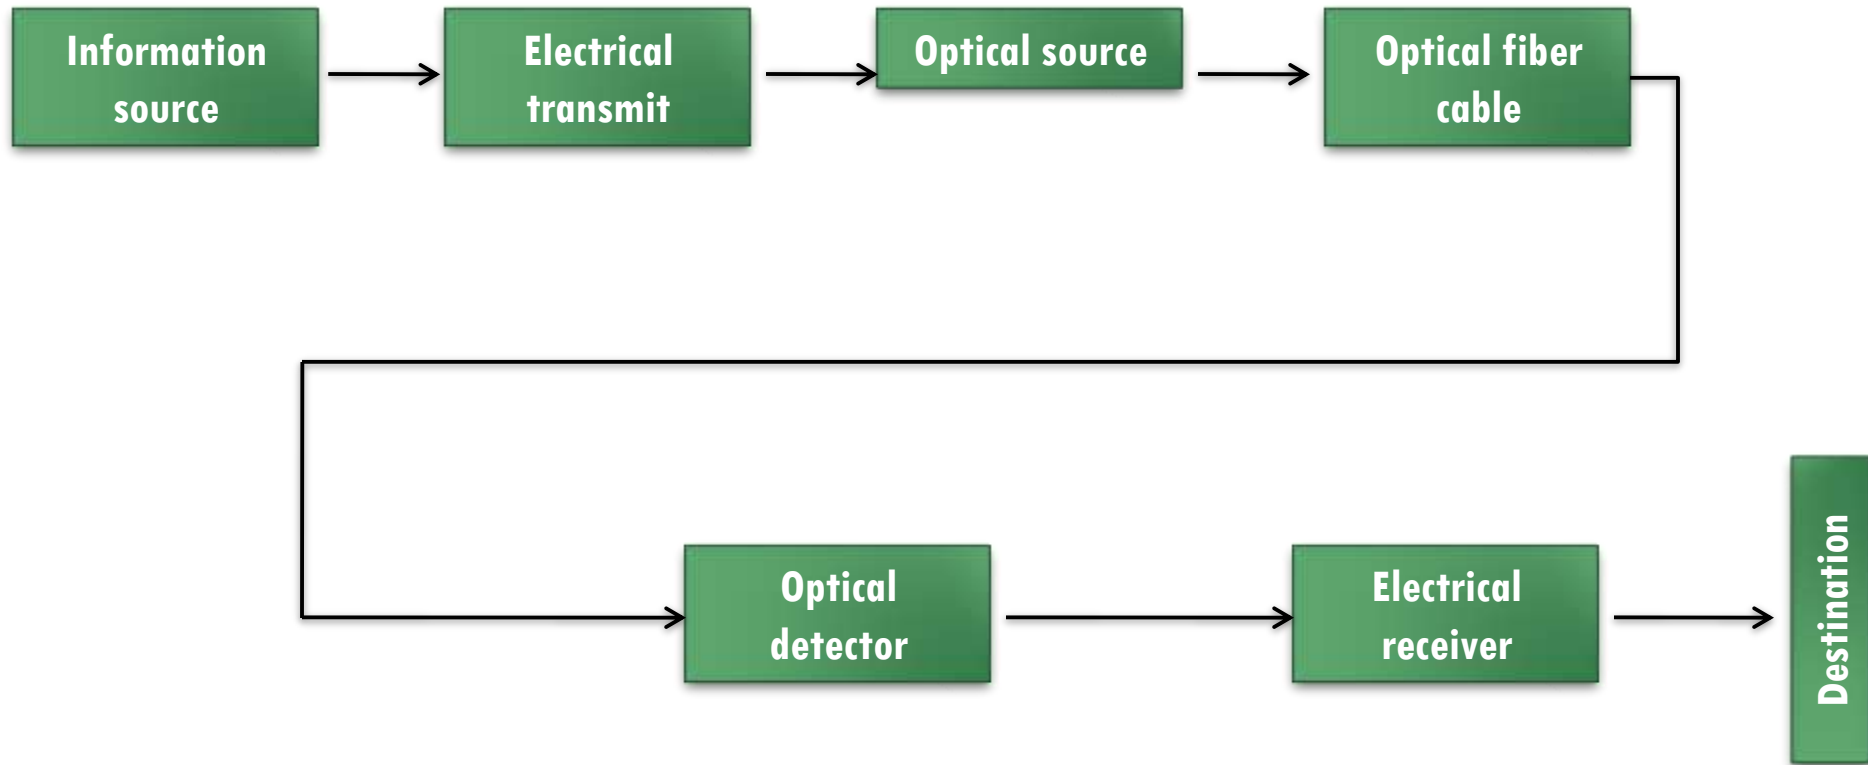 Information
source
Electrical
transmit
Optical source
Optical fiber
cable
Optical
detector
Electrical
receiver
Destination